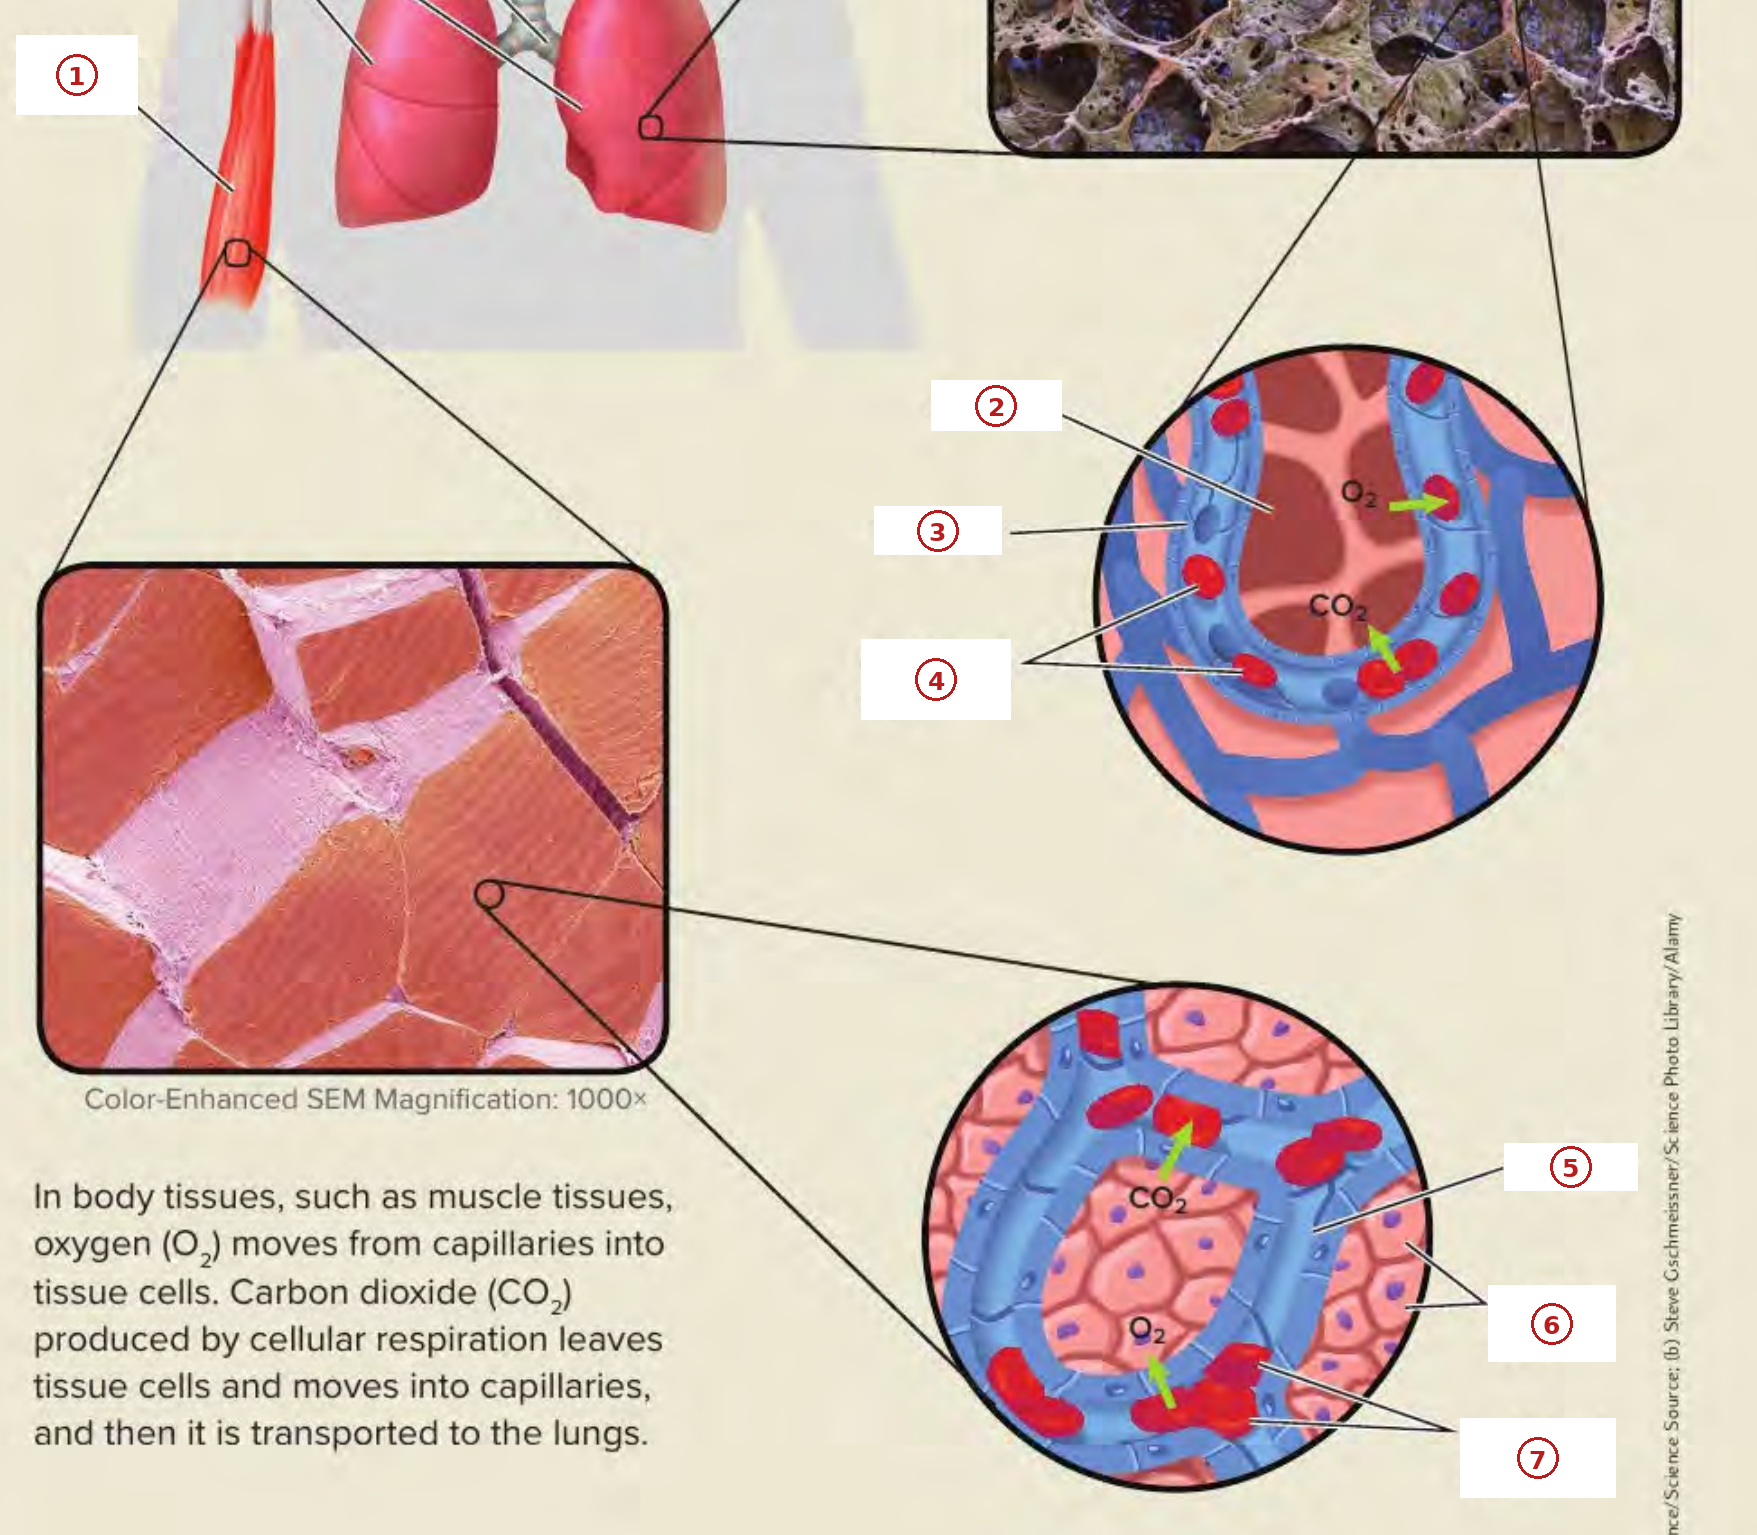 1
2
O₂
3
CO₂
4
Color-Enhanced SEM Magnification: 1000×
In body tissues, such as muscle tissues,
oxygen (O₂) moves from capillaries into
tissue cells. Carbon dioxide (CO₂)
produced by cellular respiration leaves
tissue cells and moves into capillaries,
and then it is transported to the lungs.
5
CO₂
6
O₂
7
Science Source; (b) Steve Gschmeissner/Science Photo Library/Alamy